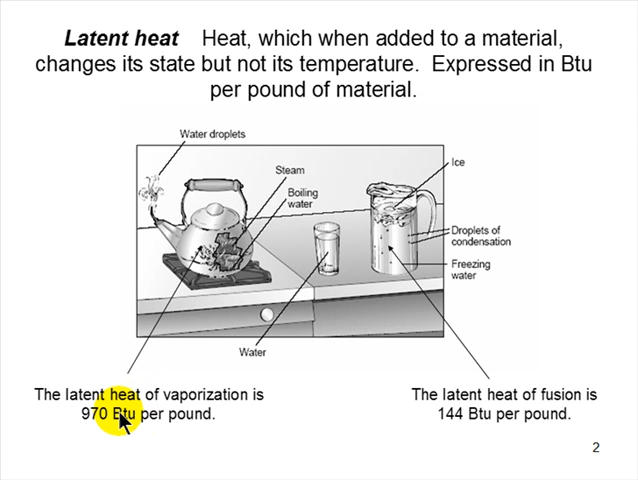 Latent heat Heat, which when added to a material,
changes its state but not its temperature. Expressed in Btu
per pound of material.
Water droplets
Steam
Ice
Boiling
water
Droplets of
condensation
Freezing
water
Water
The latent heat of vaporization is
970 Btu per pound.
The latent heat of fusion is
144 Btu per pound.
2